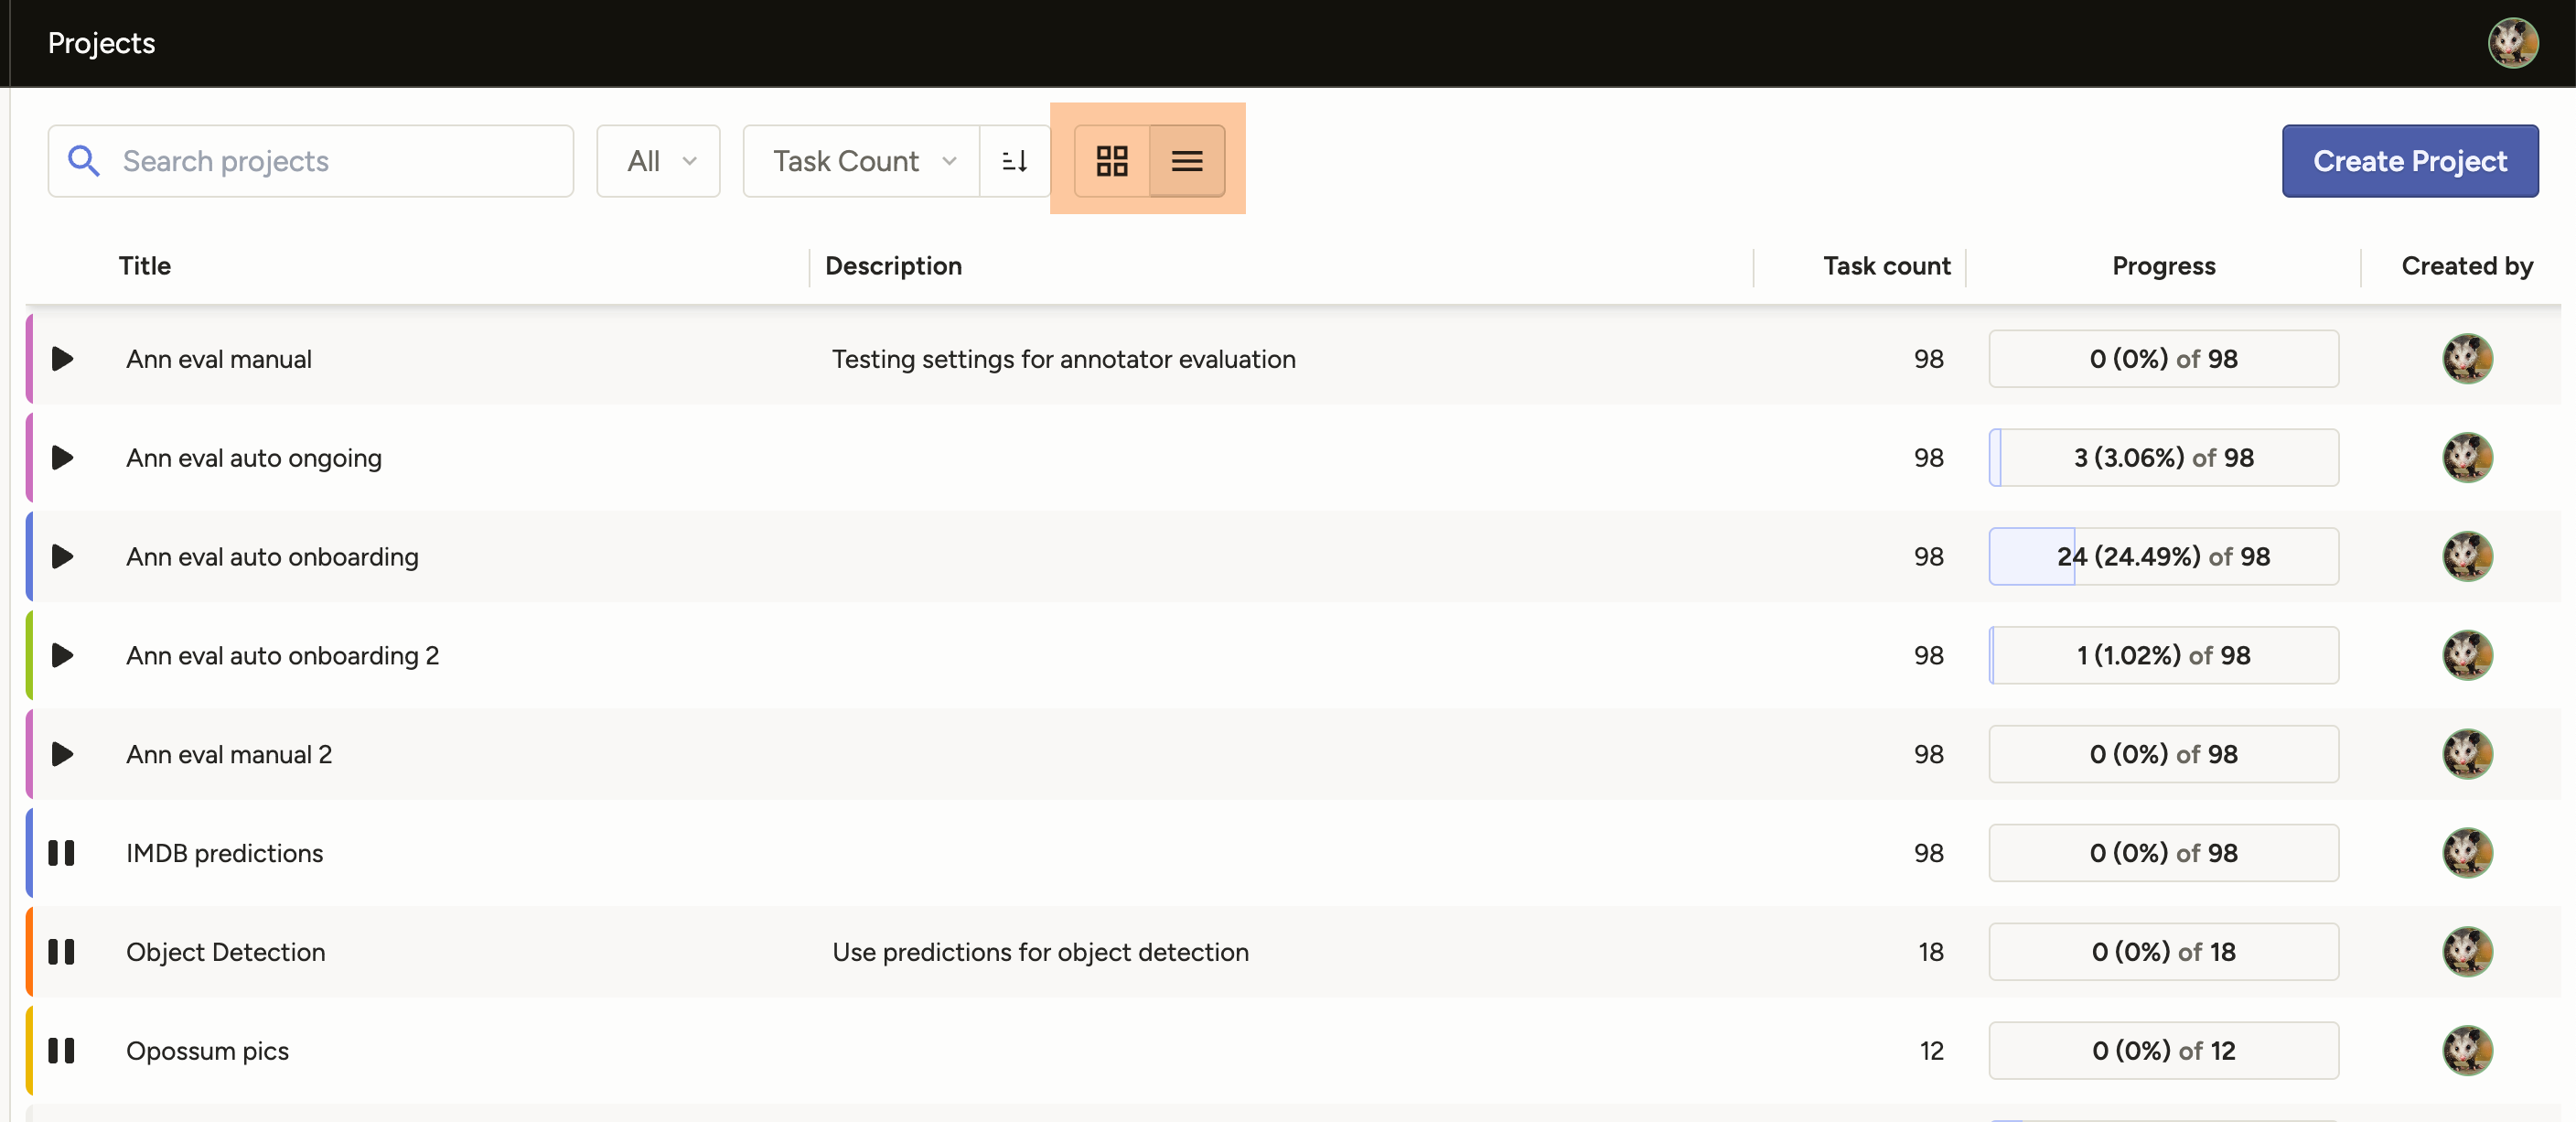 Projects
Search projects
All
Task Count
Create Project
Title Description Task count Progress Created by
Ann eval manual Testing settings for annotator evaluation 98 0 (0%) of 98
Ann eval auto ongoing 98 3 (3.06%) of 98
Ann eval auto onboarding 98 24 (24.49%) of 98
Ann eval auto onboarding 2 98 1 (1.02%) of 98
Ann eval manual 2 98 0 (0%) of 98
IMDB predictions 98 0 (0%) of 98
Object Detection Use predictions for object detection 18 0 (0%) of 18
Opossum pics 12 0 (0%) of 12